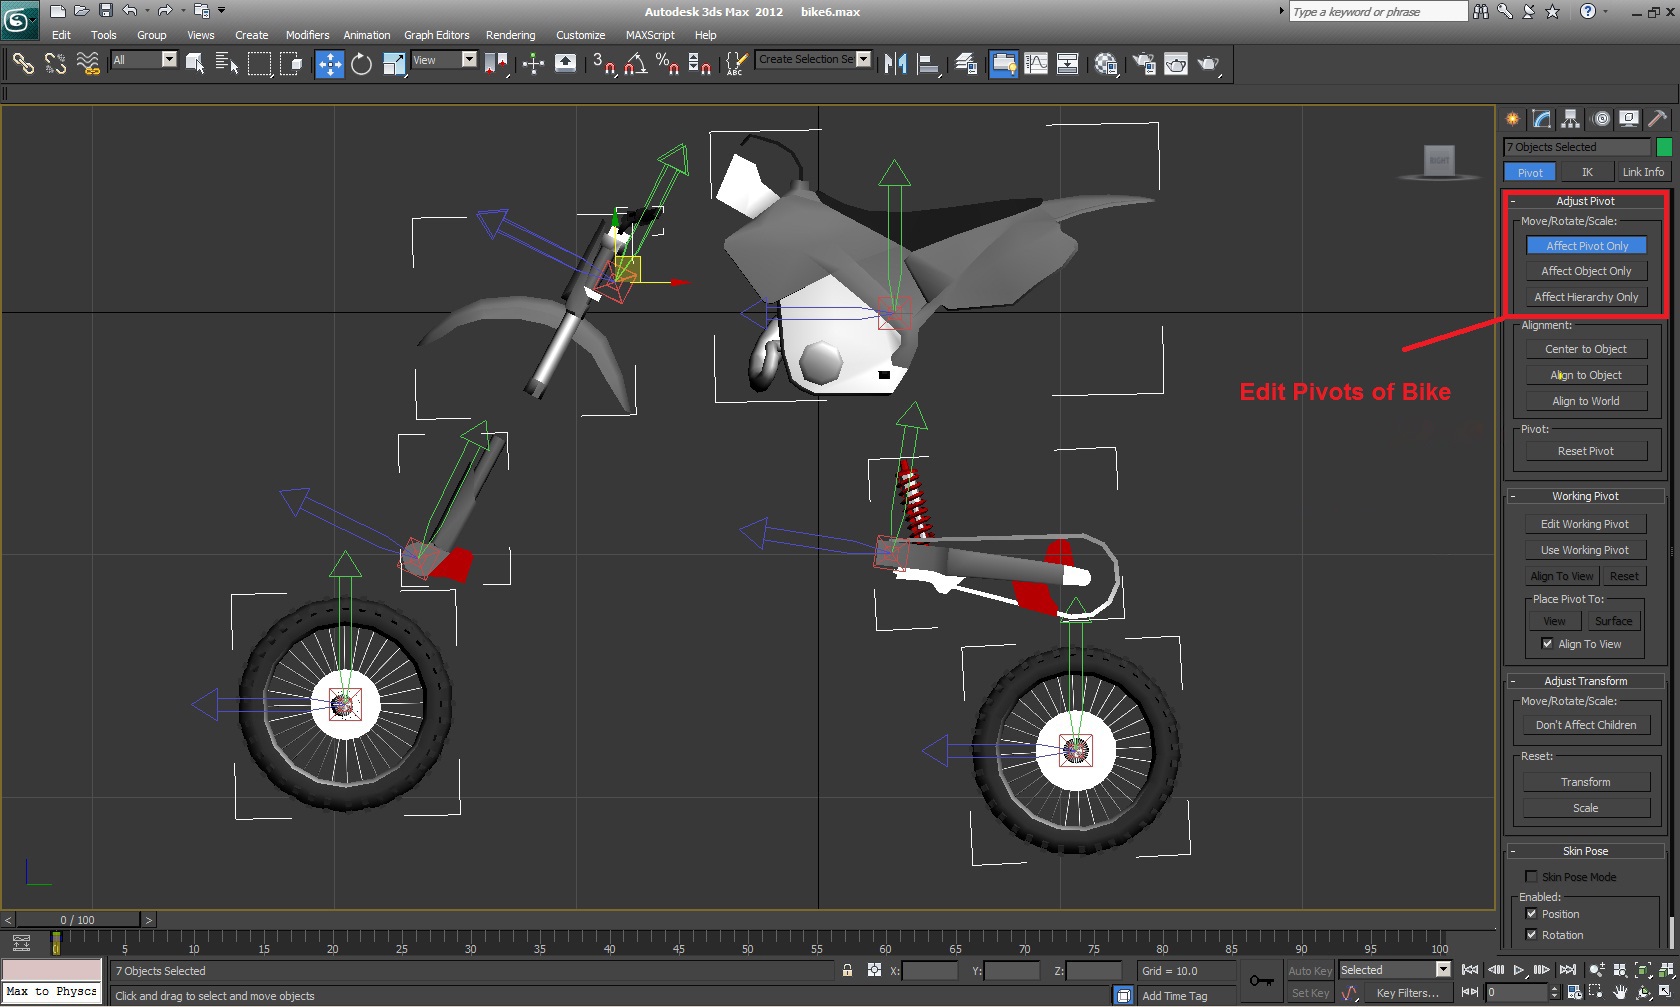 Autodesk 3ds Max 2012 bike6.max
Type a keyword or phrase
Edit Tools Group Views Create Modifiers Animation Graph Editors Rendering Customize MAXScript Help
All
View
3
%
ABC
Create Selection Se
7 Objects Selected
Pivot IK Link Info
RIGHT
- Adjust Pivot
Move/Rotate/Scale:
Affect Pivot Only
Affect Object Only
Affect Hierarchy Only
Alignment:
Center to Object
Align to Object
Align to World
Edit Pivots of Bike
Pivot:
Reset Pivot
- Working Pivot
Edit Working Pivot
Use Working Pivot
Align To View Reset
Place Pivot To:
View Surface
Align To View
- Adjust Transform
Move/Rotate/Scale:
Don't Affect Children
Reset:
Transform
Scale
- Skin Pose
Skin Pose Mode
Enabled:
Position
Rotation
< 0 / 100 >
0 5 10 15 20 25 30 35 40 45 50 55 60 65 70 75 80 85 90 95 100
7 Objects Selected X: Y: Z: Grid = 10.0 Auto Key Selected
Max to Physcs Click and drag to select and move objects Add Time Tag Set Key Key Filters... 0